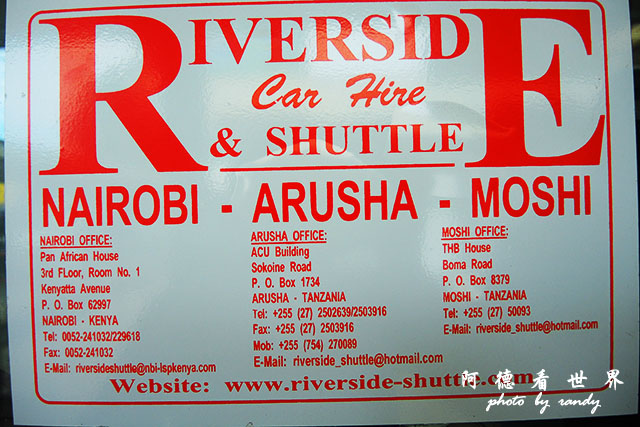 RIVERSIDE
Car Hire
& SHUTTLE
NAIROBI - ARUSHA - MOSHI
NAIROBI OFFICE:
Pan African House
3rd FLoor, Room No. 1
Kenyatta Avenue
P. O. Box 62997
NAIROBI - KENYA
Tel: 0052-241032/229618
Fax: 0052-241032
E-Mail: riversideshuttle@nbi-lspkenya.com
ARUSHA OFFICE:
ACU Building
Sokoine Road
P. O. Box 1734
ARUSHA - TANZANIA
Tel: +255 (27) 2502639/2503916
Fax: +255 (27) 2503916
Mob: +255 (754) 270089
E-Mail: riverside_shuttle@hotmail.com
MOSHI OFFICE:
THB House
Boma Road
P. O. Box 8379
MOSHI - TANZANIA
Tel: +255 (27) 50093
E-Mail: riverside_shuttle@hotmail.com
Website: www.riverside-shuttle.com
阿德看世界
photo by randy